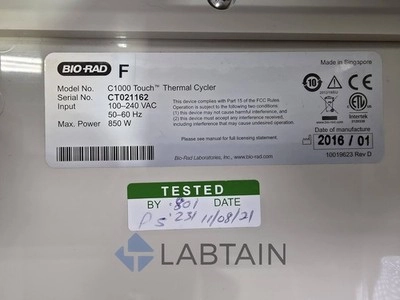 BIO-RAD F
Made in Singapore
Model No. C1000 Touch™ Thermal Cycler
Serial No. CT021162
Input 100–240 VAC
50–60 Hz
Max. Power 850 W
This device complies with Part 15 of the FCC Rules.
Operation is subject to the following two conditions:
(1) this device may not cause harmful interference, and
(2) this device must accept any interference received,
including interference that may cause undesired operation.
Please see manual for full licensing statement.
Bio-Rad Laboratories, Inc., bio-rad.com
10
Intertek
Date of manufacture
2016 / 01
10019623 Rev D
TESTED
BY 801 DATE
231 11/08/21
LABTAIN